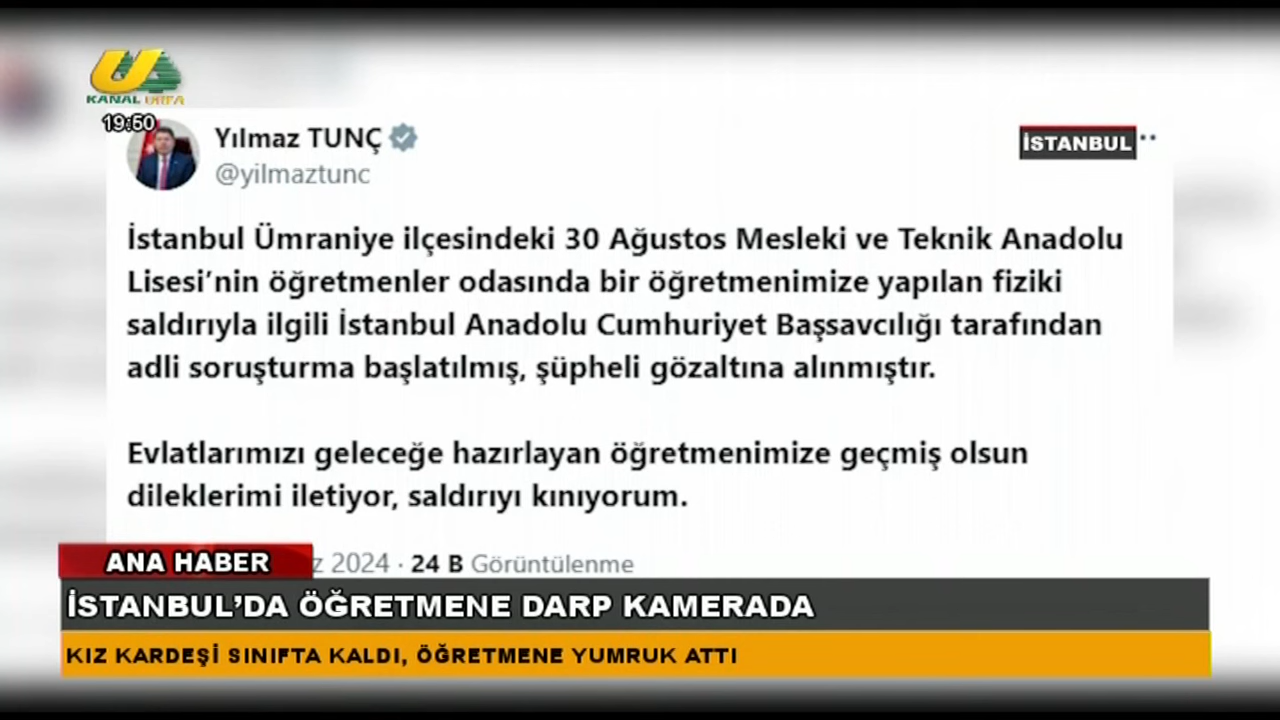 KANAL URFA
19:50
Yılmaz TUNÇ
@yilmaztunc
İSTANBUL
İstanbul Ümraniye ilçesindeki 30 Ağustos Mesleki ve Teknik Anadolu
Lisesi’nin öğretmenler odasında bir öğretmenimize yapılan fiziki
saldırıyla ilgili İstanbul Anadolu Cumhuriyet Başsavcılığı tarafından
adli soruşturma başlatılmış, şüpheli gözaltına alınmıştır.
Evlatlarımızı geleceğe hazırlayan öğretmenimize geçmiş olsun
dileklerimi iletiyor, saldırıyı kınıyorum.
2024 · 24 B Görüntülenme
ANA HABER
İSTANBUL’DA ÖĞRETMENE DARP KAMERADA
KIZ KARDEŞİ SINIFTA KALDI, ÖĞRETMENE YUMRUK ATTI